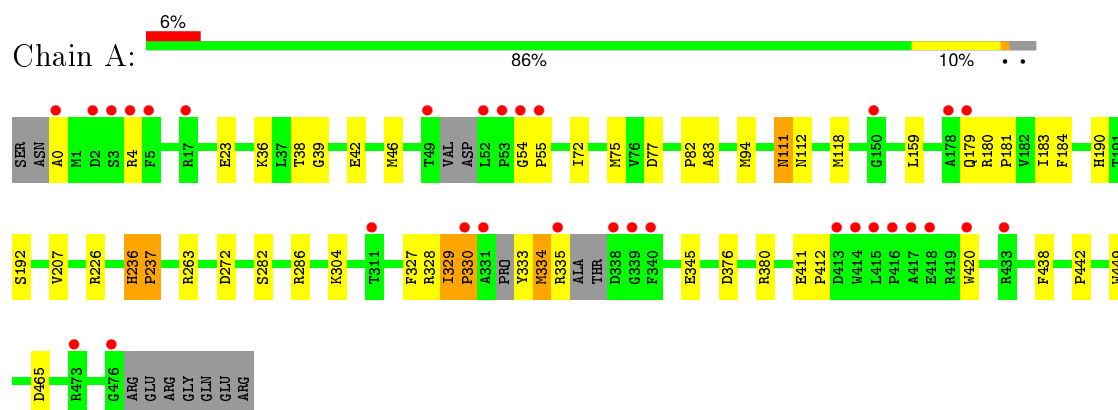 6%
Chain A:
86% 10% • •
SER ASN A0 M1 D2 S3 R4 F5 R17 E23 K36 L37 T38 G39 E42 M46 T49 VAL ASP L52 P53 G54 P55 I72 M75 V76 D77 P82 A83 M94 N111 N112 M118 G150 L159 A178 Q179 R180 P181 V182 I183 F184 H190 T191
S192 V207 R226 H236 P237 R263 D272 S282 R286 K304 T311 F327 R328 I329 P330 A331 PRO Y333 M334 R335 ALA THR D338 G339 F340 E345 D376 R380 E411 P412 D413 W414 L415 P416 A417 E418 R419 W420 R433 F438 P442 W449
D465 R473 G476 ARG GLU ARG GLY GLN GLU ARG